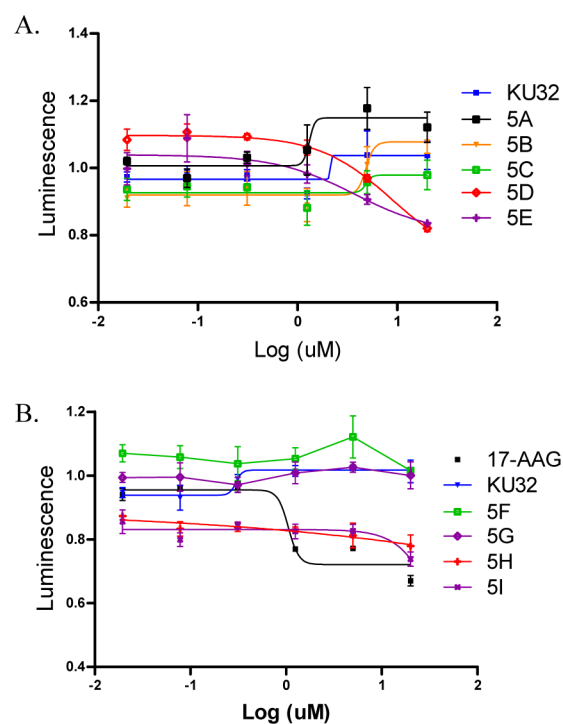 A.
Luminescence
1.4
1.2
1.0
0.8
0.6
-2
-1
0
1
2
Log (uM)
KU32
5A
5B
5C
5D
5E
B.
Luminescence
1.2
1.0
0.8
0.6
0.4
-2
-1
0
1
2
Log (uM)
17-AAG
KU32
5F
5G
5H
5I